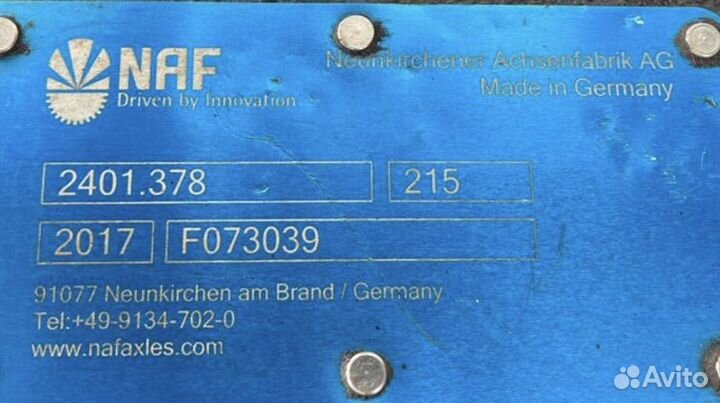 NAF
Driven by Innovation
Neunkirchener Achsenfabrik AG
Made in Germany
2401.378 215
2017 F073039
91077 Neunkirchen am Brand / Germany
Tel:+49-9134-702-0
www.nafaxles.com
Avito